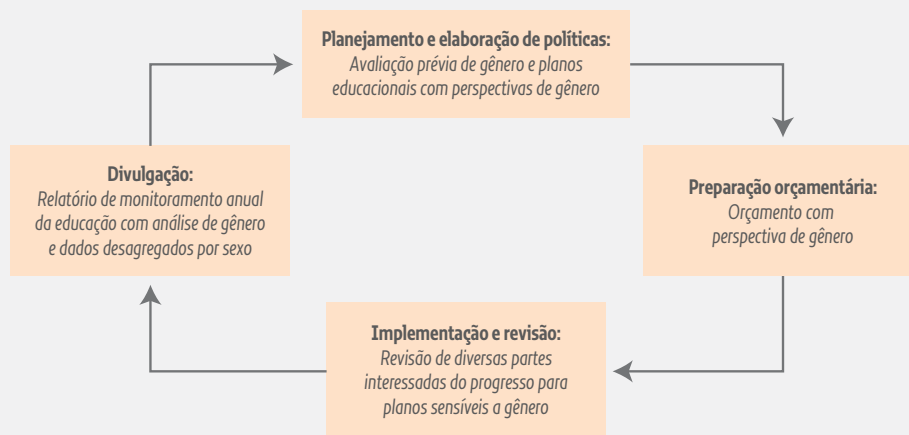 Planejamento e elaboração de políticas:
Avaliação prévia de gênero e planos
educacionais com perspectivas de gênero
Preparação orçamentária:
Orçamento com
perspectiva de gênero
Implementação e revisão:
Revisão de diversas partes
interessadas do progresso para
planos sensíveis a gênero
Divulgação:
Relatório de monitoramento anual
da educação com análise de gênero
e dados desagregados por sexo